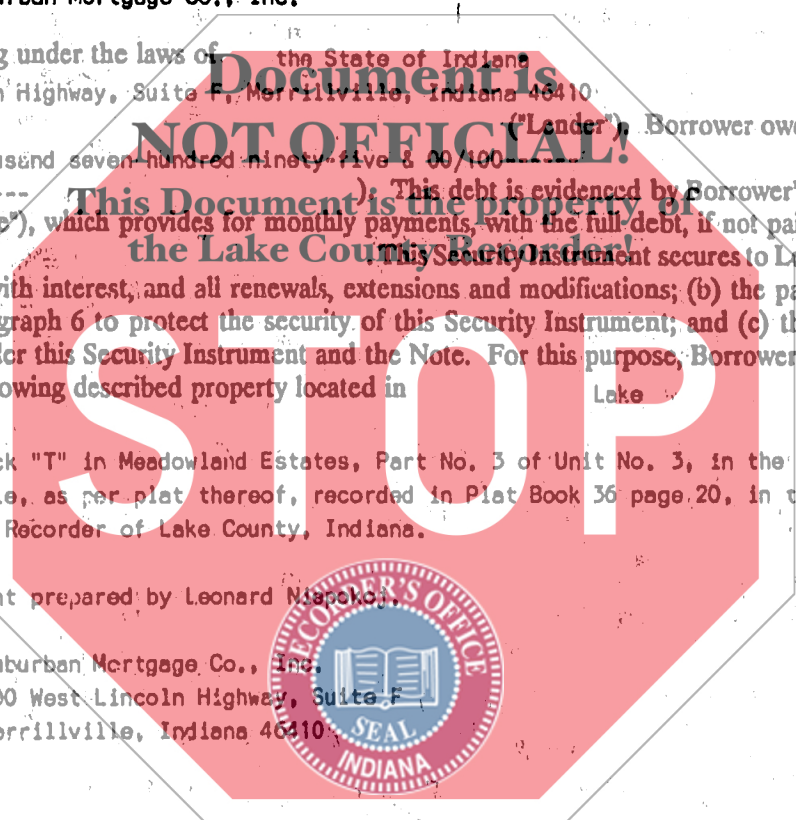 urban Mortgage Co., Inc.
g under the laws of the State of Indiana
n Highway, Suite F, Merrillville, Indiana 46410
Document is
("Lender"). Borrower owe
NOT OFFICIAL!
usand seven hundred ninety-five & 00/100
---
). This debt is evidenced by Borrower'
This Document is the property of
e"), which provides for monthly payments, with the full debt, if not pai
the Lake County Recorder!
. This Security Instrument secures to Le
ith interest, and all renewals, extensions and modifications; (b) the pa
graph 6 to protect the security of this Security Instrument; and (c) th
der this Security Instrument and the Note. For this purpose, Borrower
owing described property located in Lake
STOP
ck "T" in Meadowland Estates, Part No. 3 of Unit No. 3, in the
e, as per plat thereof, recorded in Plat Book 36 page 20, in t
Recorder of Lake County, Indiana.
nt prepared by Leonard Niepokoj.
RECORDER'S OFFICE
uburban Mortgage Co., Inc.
00 West Lincoln Highway, Suite F
errillville, Indiana 46410
SEAL
INDIANA